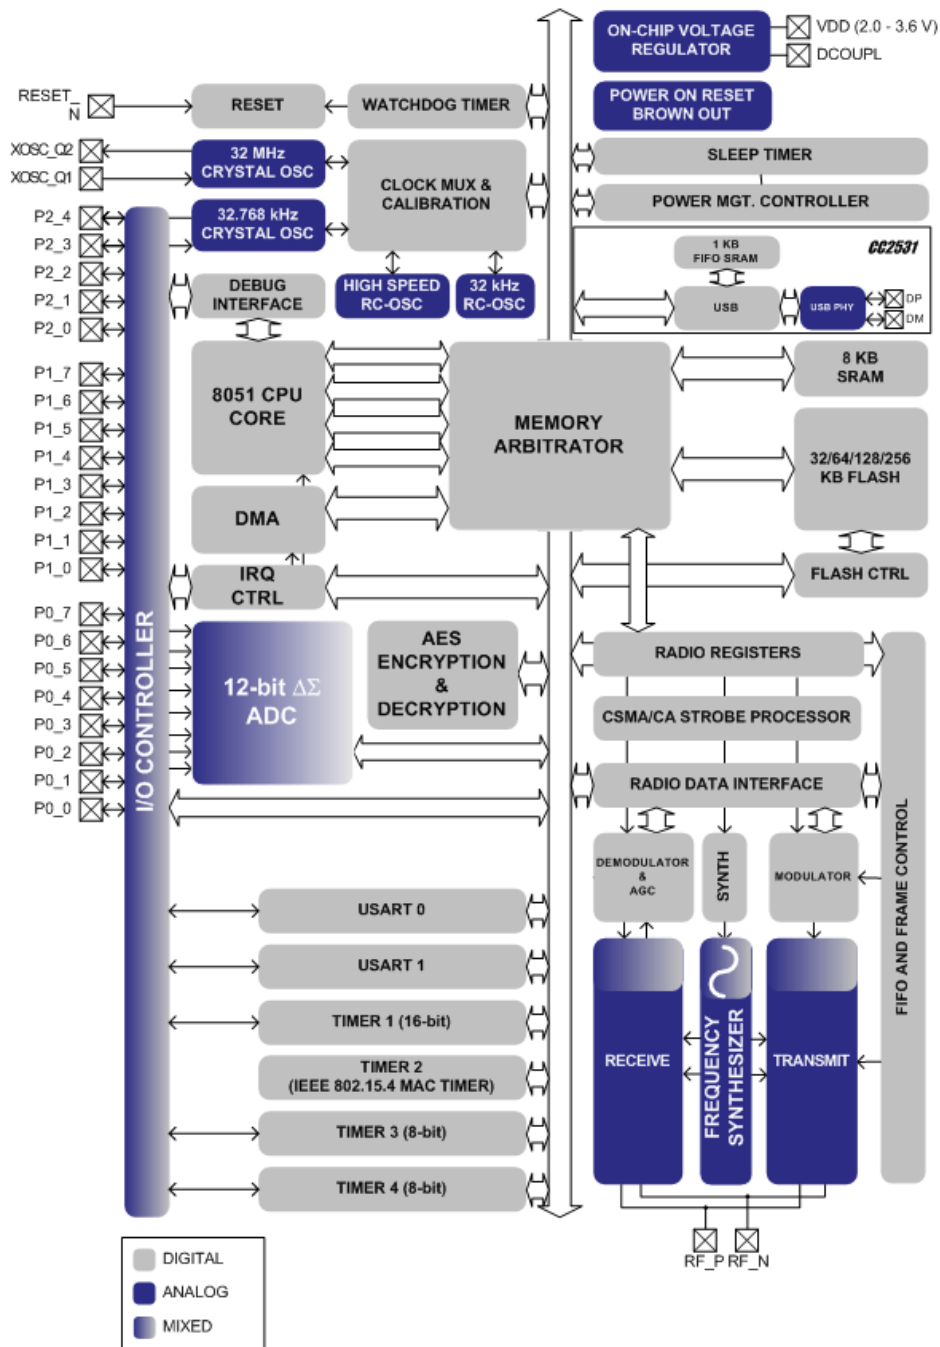 ON-CHIP VOLTAGE
REGULATOR
VDD (2.0 - 3.6 V)
DCOUPL
POWER ON RESET
BROWN OUT
RESET_
N
RESET
WATCHDOG TIMER
XOSC_Q2
XOSC_Q1
32 MHz
CRYSTAL OSC
CLOCK MUX &
CALIBRATION
SLEEP TIMER
POWER MGT. CONTROLLER
P2_4
P2_3
P2_2
P2_1
P2_0
32.768 kHz
CRYSTAL OSC
DEBUG
INTERFACE
HIGH SPEED
RC-OSC
32 kHz
RC-OSC
CC2531
1 KB
FIFO SRAM
USB
USB PHY
DP
DM
P1_7
P1_6
P1_5
P1_4
P1_3
P1_2
P1_1
P1_0
8051 CPU
CORE
MEMORY
ARBITRATOR
8 KB
SRAM
32/64/128/256
KB FLASH
DMA
IRQ
CTRL
FLASH CTRL
P0_7
P0_6
P0_5
P0_4
P0_3
P0_2
P0_1
P0_0
I/O CONTROLLER
12-bit ΔΣ
ADC
AES
ENCRYPTION
&
DECRYPTION
RADIO REGISTERS
CSMA/CA STROBE PROCESSOR
RADIO DATA INTERFACE
FIFO AND FRAME CONTROL
DEMODULATOR
&
AGC
SYNTH
MODULATOR
USART 0
USART 1
TIMER 1 (16-bit)
TIMER 2
(IEEE 802.15.4 MAC TIMER)
TIMER 3 (8-bit)
TIMER 4 (8-bit)
RECEIVE
FREQUENCY
SYNTHESIZER
TRANSMIT
RF_P
RF_N
DIGITAL
ANALOG
MIXED